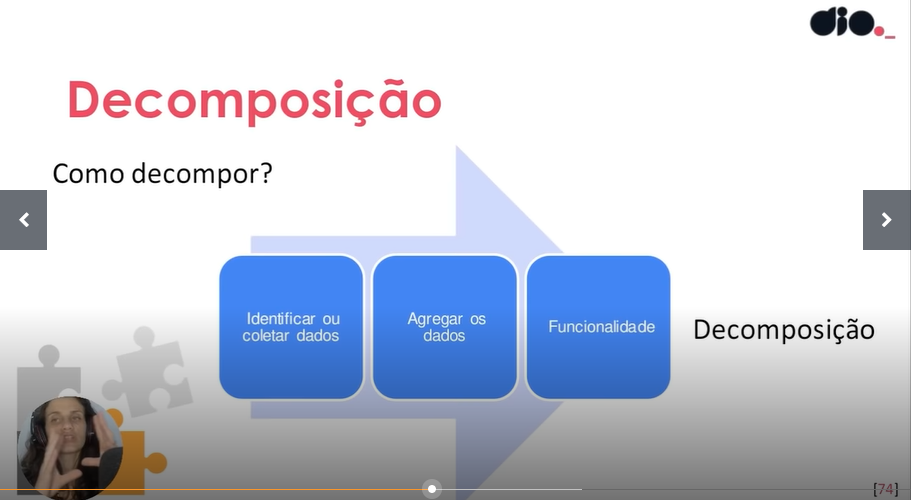 dio._
Decomposição
Como decompor?
Identificar ou
coletar dados
Agregar os
dados
Funcionalidade
Decomposição
[74]